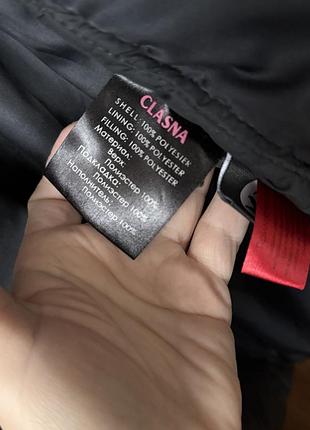 CLASNA
SHELL: 100% POLYESTER
LINING: 100% POLYESTER
FILLING: 100% POLYESTER
Материал:
Верх:
Полиэстер 100%
Подкладка:
Полиэстер 100%
Наполнитель:
Полиэстер 100%